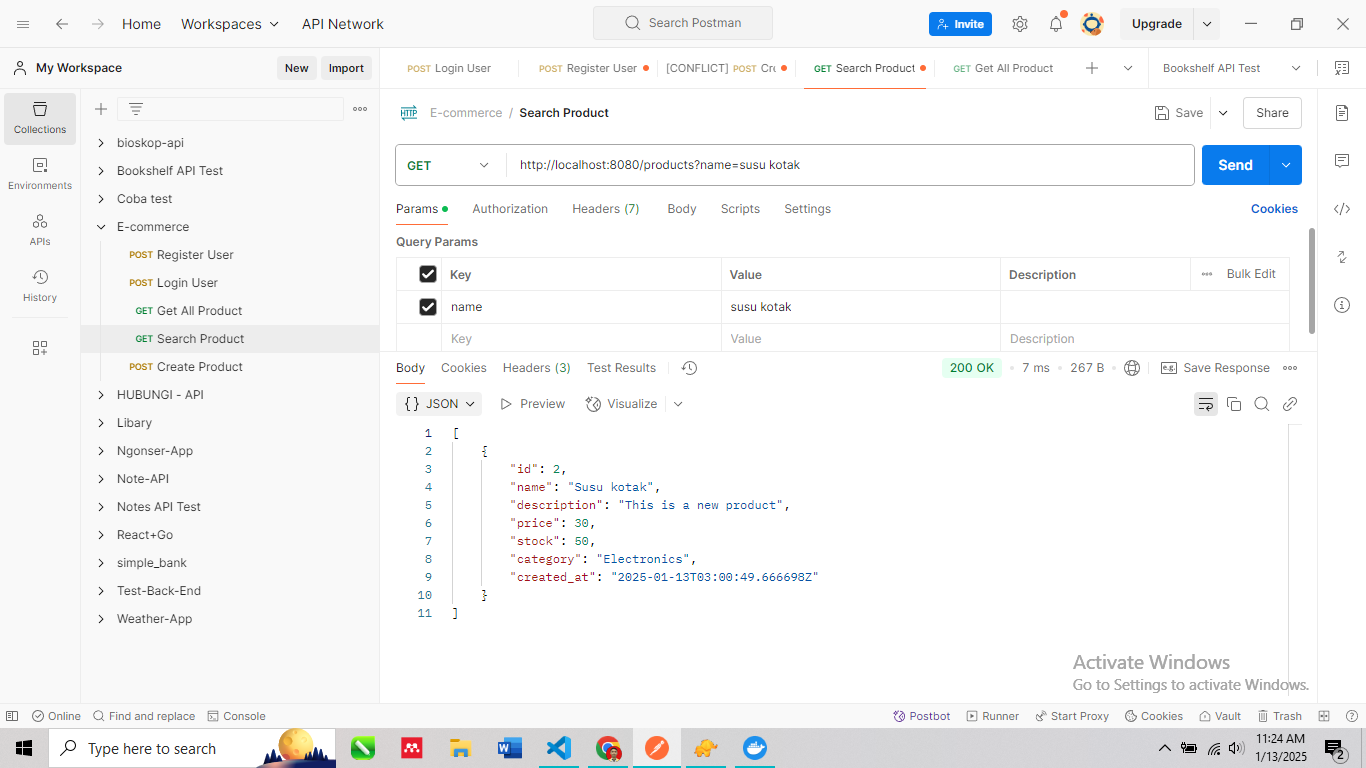 Home Workspaces API Network Search Postman Invite Upgrade
My Workspace New Import POST Login User POST Register User [CONFLICT] POST Cre GET Search Product GET Get All Product Bookshelf API Test
Collections
Environments
APIs
History
bioskop-api
Bookshelf API Test
Coba test
E-commerce
POST Register User
POST Login User
GET Get All Product
GET Search Product
POST Create Product
HUBUNGI - API
Libary
Ngonser-App
Note-API
Notes API Test
React+Go
simple_bank
Test-Back-End
Weather-App
HTTP E-commerce / Search Product Save Share
GET http://localhost:8080/products?name=susu kotak Send
Params Authorization Headers (7) Body Scripts Settings Cookies
Query Params
Key Value Description Bulk Edit
name susu kotak
Key Value Description
Body Cookies Headers (3) Test Results 200 OK 7 ms 267 B e.g. Save Response
{} JSON Preview Visualize
1 [
2 {
3 "id": 2,
4 "name": "Susu kotak",
5 "description": "This is a new product",
6 "price": 30,
7 "stock": 50,
8 "category": "Electronics",
9 "created_at": "2025-01-13T03:00:49.666698Z"
10 }
11 ]
Activate Windows
Go to Settings to activate Windows.
Online Find and replace Console Postbot Runner Start Proxy Cookies Vault Trash
Type here to search 11:24 AM
1/13/2025 2